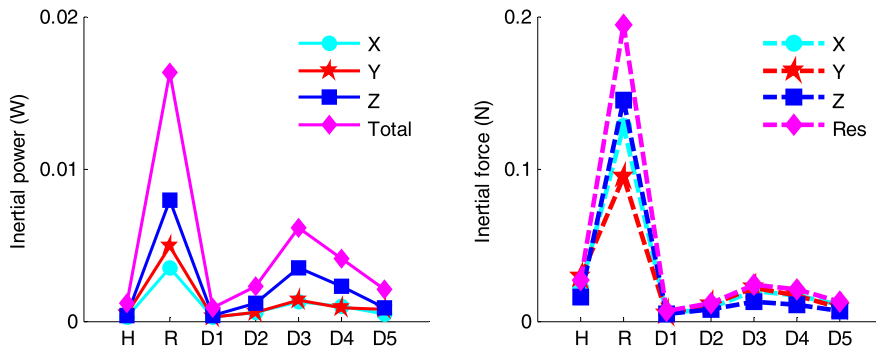 0.02
X
Y
Z
Total
0.01
Inertial power (W)
0
H R D1 D2 D3 D4 D5
0.2
X
Y
Z
Res
0.1
Inertial force (N)
0
H R D1 D2 D3 D4 D5